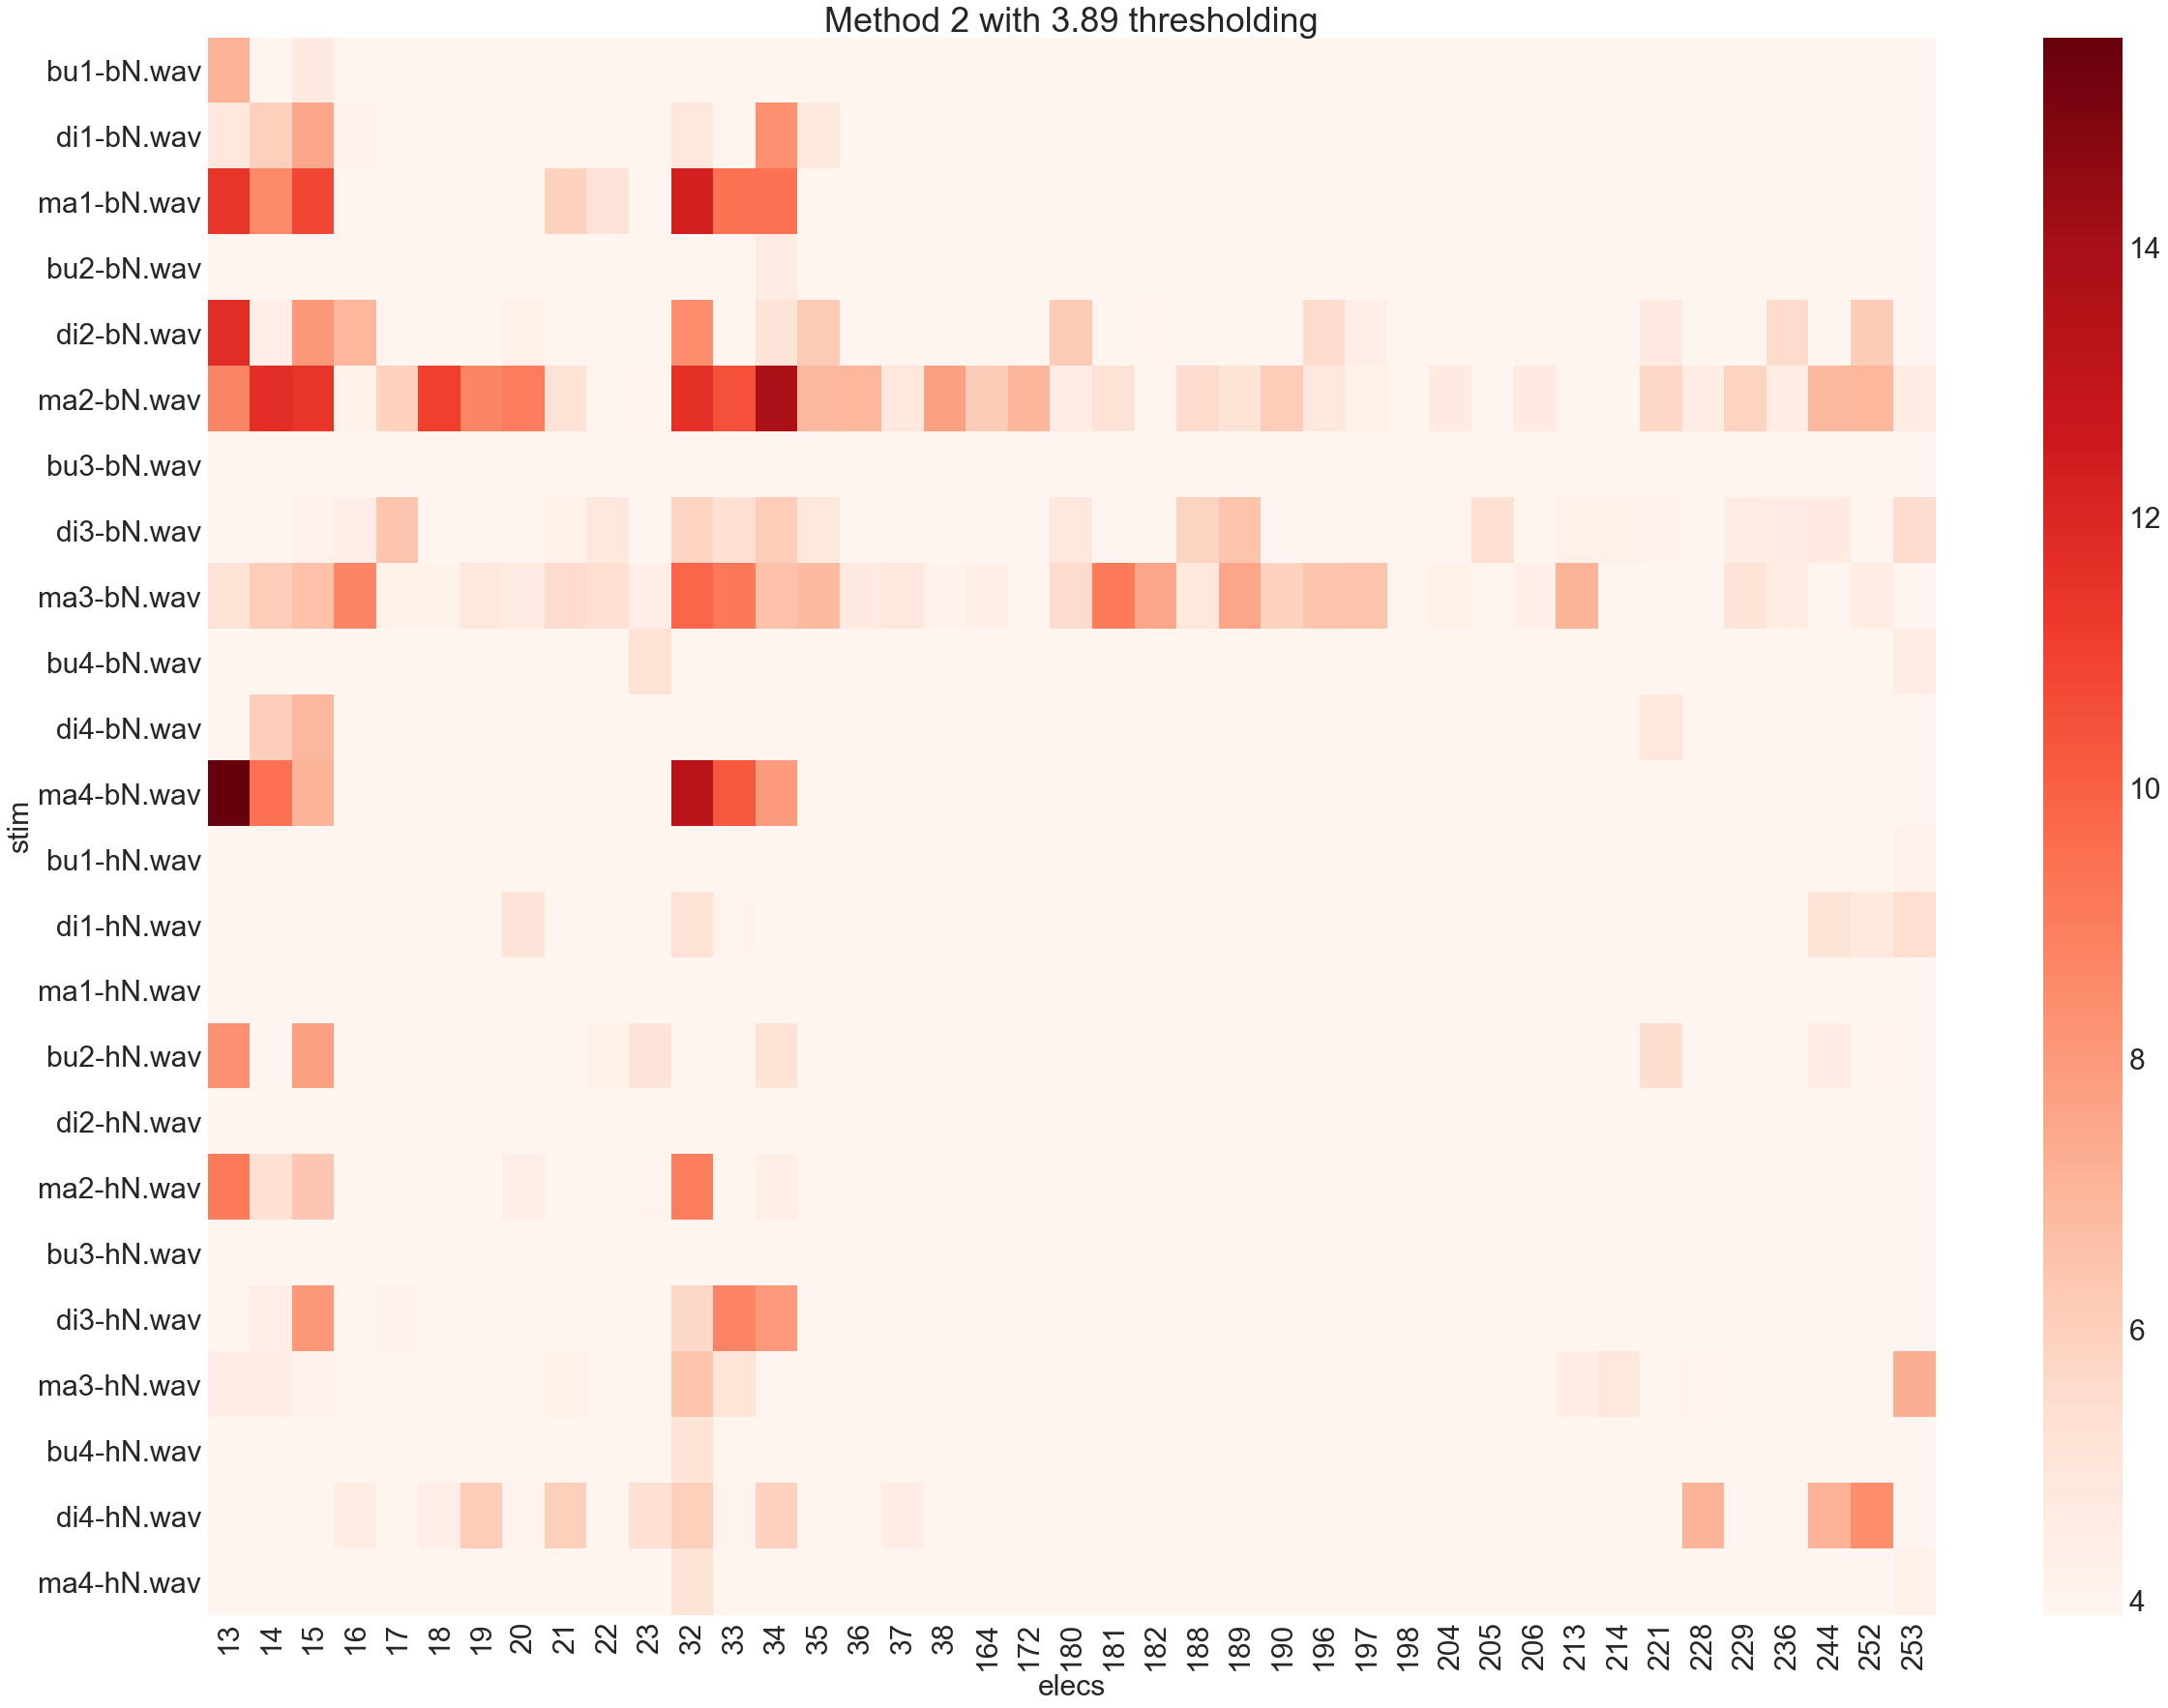 Method 2 with 3.89 thresholding
bu1-bN.wav
di1-bN.wav
ma1-bN.wav
bu2-bN.wav
di2-bN.wav
ma2-bN.wav
bu3-bN.wav
di3-bN.wav
ma3-bN.wav
bu4-bN.wav
di4-bN.wav
ma4-bN.wav
bu1-hN.wav
di1-hN.wav
ma1-hN.wav
bu2-hN.wav
di2-hN.wav
ma2-hN.wav
bu3-hN.wav
di3-hN.wav
ma3-hN.wav
bu4-hN.wav
di4-hN.wav
ma4-hN.wav
stim
13 14 15 16 17 18 19 20 21 22 23 32 33 34 35 36 37 38 164 172 180 181 182 188 189 190 196 197 198 204 205 206 213 214 221 228 229 236 244 252 253
elecs
14
12
10
8
6
4